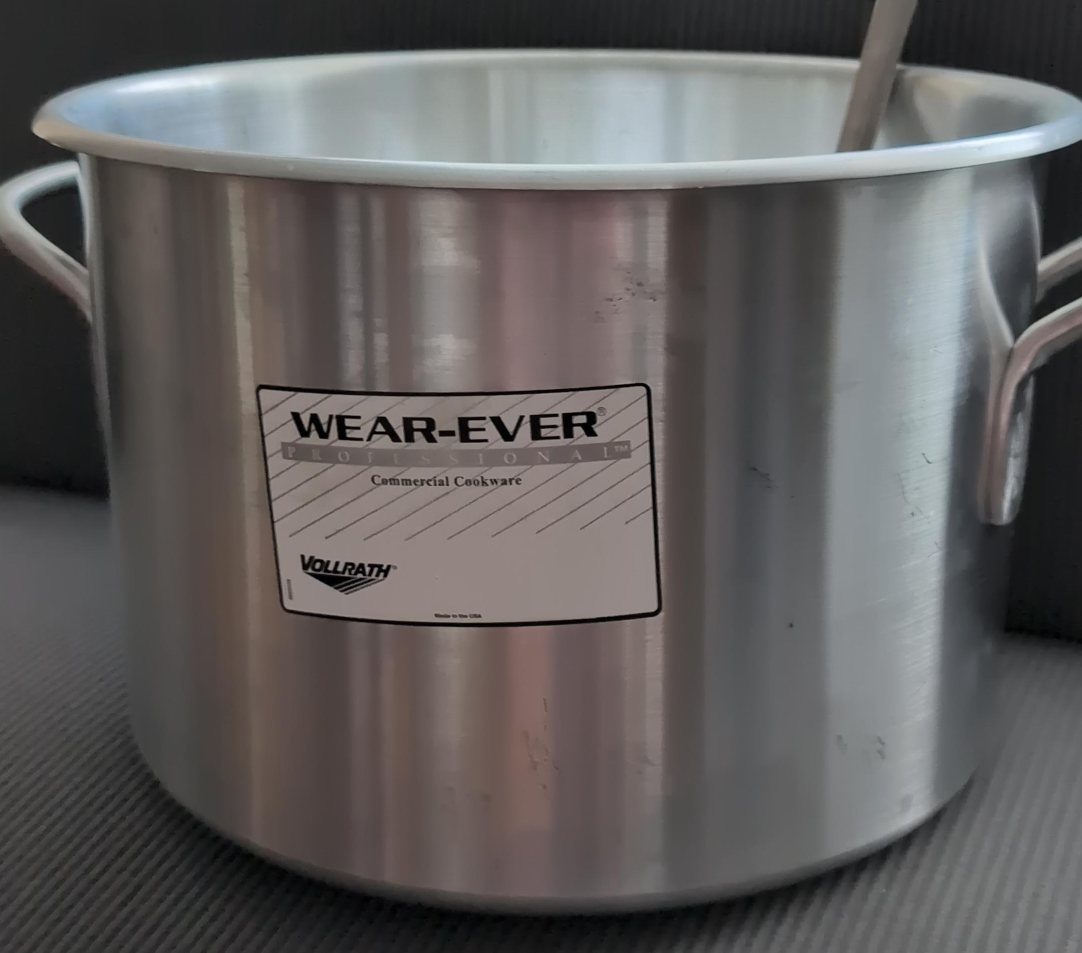 WEAR-EVER®
PROFESSIONAL™
Commercial Cookware
VOLLRATH®
Made in the USA